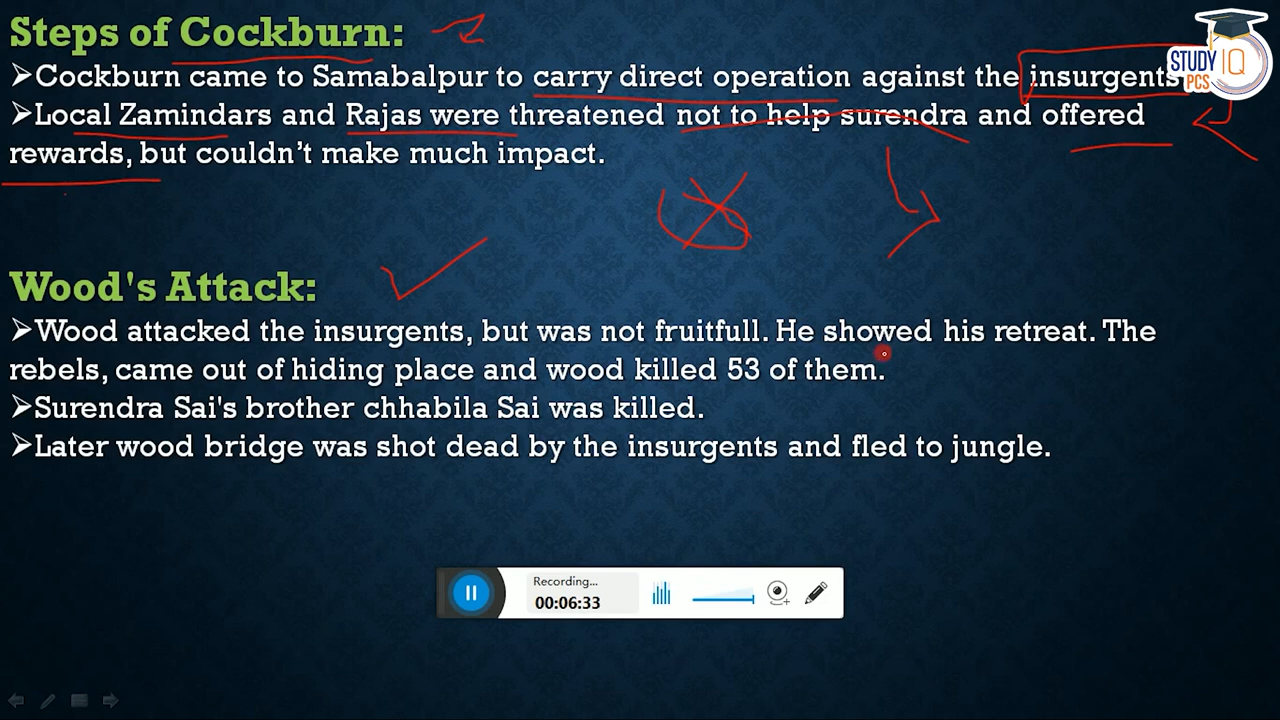 Steps of Cockburn:
➢Cockburn came to Samabalpur to carry direct operation against the insurgents
➢Local Zamindars and Rajas were threatened not to help surendra and offered
rewards, but couldn't make much impact.
Wood's Attack:
➢Wood attacked the insurgents, but was not fruitfull. He showed his retreat. The
rebels, came out of hiding place and wood killed 53 of them.
➢Surendra Sai's brother chhabila Sai was killed.
➢Later wood bridge was shot dead by the insurgents and fled to jungle.
STUDY IQ
PCS
Recording...
00:06:33